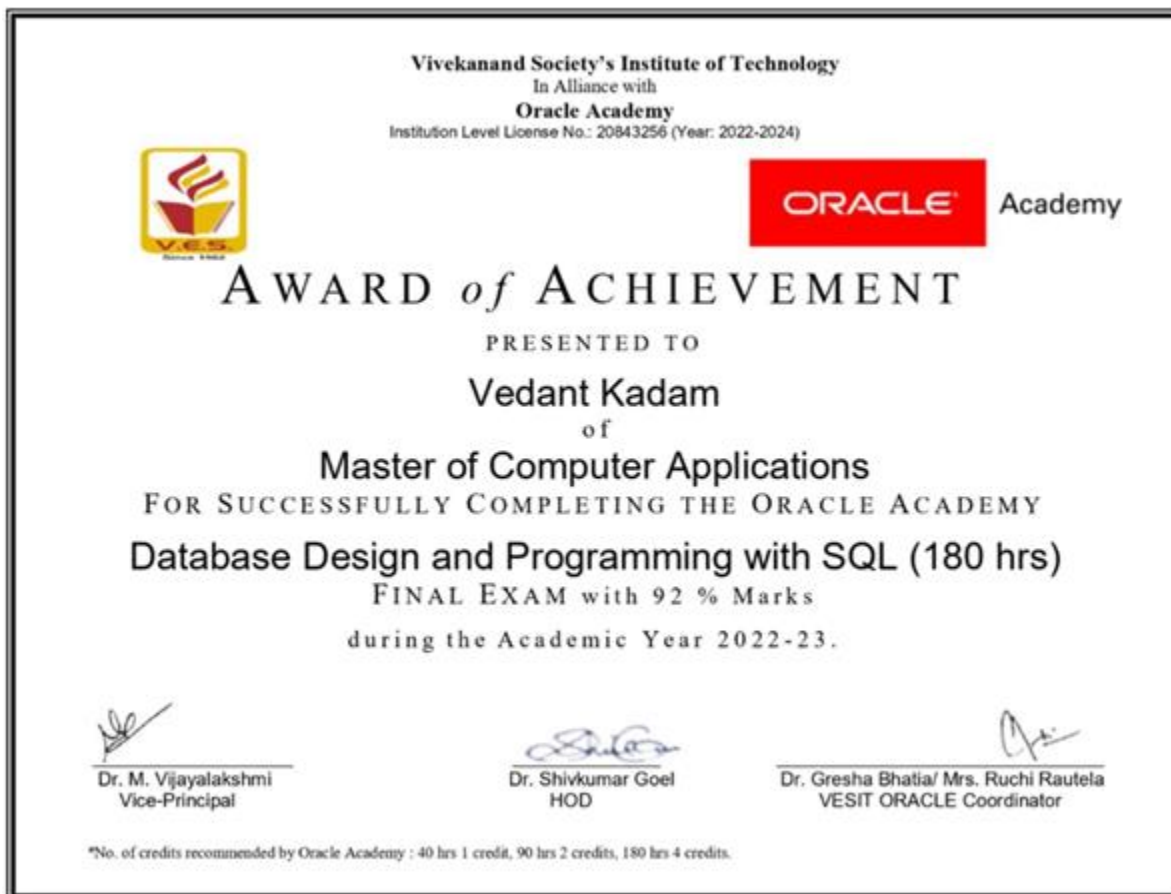 Vivekanand Society's Institute of Technology
In Alliance with
Oracle Academy
Institution Level License No.: 20843256 (Year: 2022-2024)
V.E.S.
Since 1962
ORACLE® Academy
AWARD of ACHIEVEMENT
PRESENTED TO
Vedant Kadam
of
Master of Computer Applications
FOR SUCCESSFULLY COMPLETING THE ORACLE ACADEMY
Database Design and Programming with SQL (180 hrs)
FINAL EXAM with 92 % Marks
during the Academic Year 2022-23.
Dr. M. Vijayalakshmi
Vice-Principal
Dr. Shivkumar Goel
HOD
Dr. Gresha Bhatia/ Mrs. Ruchi Rautela
VESIT ORACLE Coordinator
*No. of credits recommended by Oracle Academy : 40 hrs 1 credit, 90 hrs 2 credits, 180 hrs 4 credits.